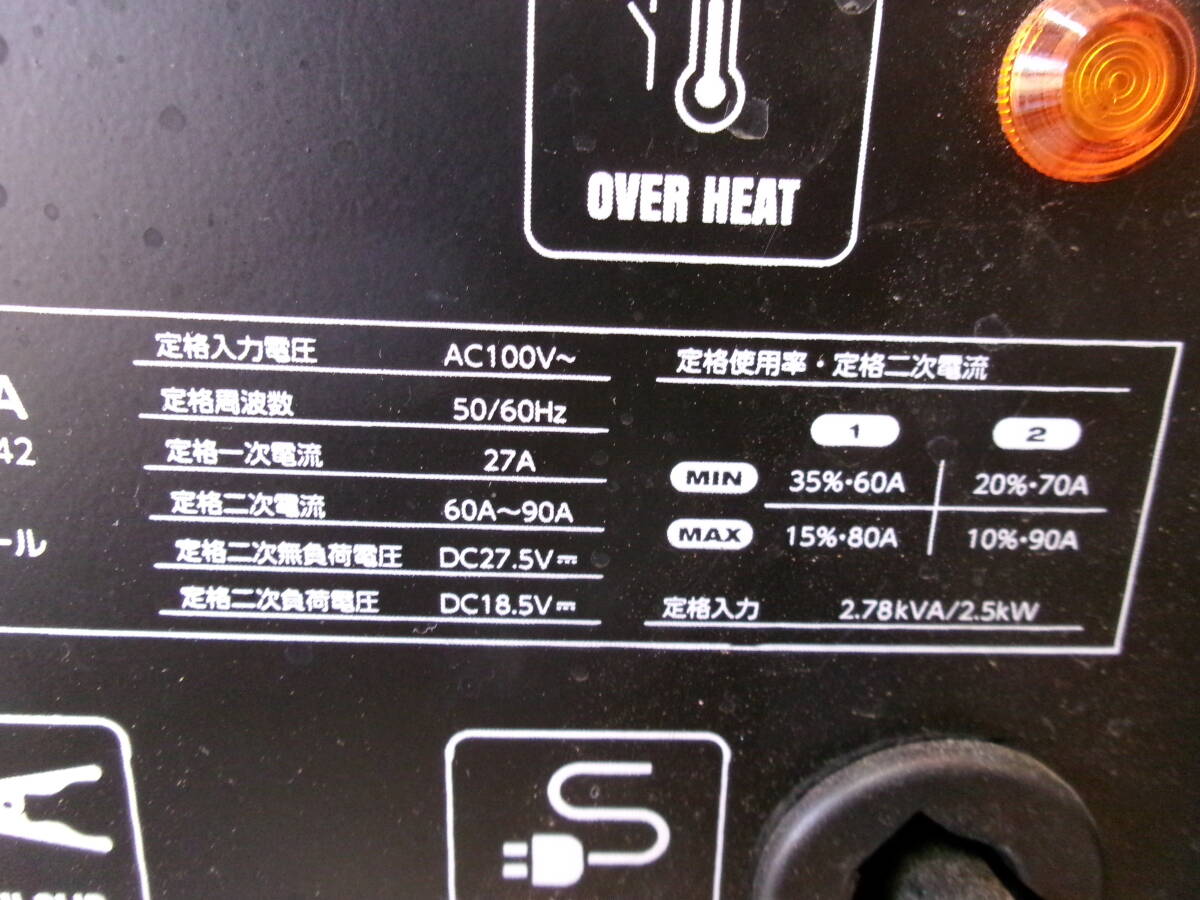 OVER HEAT
A
42
ール
定格入力電圧 AC100V~
定格周波数 50/60Hz
定格一次電流 27A
定格二次電流 60A～90A
定格二次無負荷電圧 DC27.5V⎓
定格二次負荷電圧 DC18.5V⎓
定格使用率・定格二次電流
1 2
MIN 35%・60A 20%・70A
MAX 15%・80A 10%・90A
定格入力 2.78kVA/2.5kW